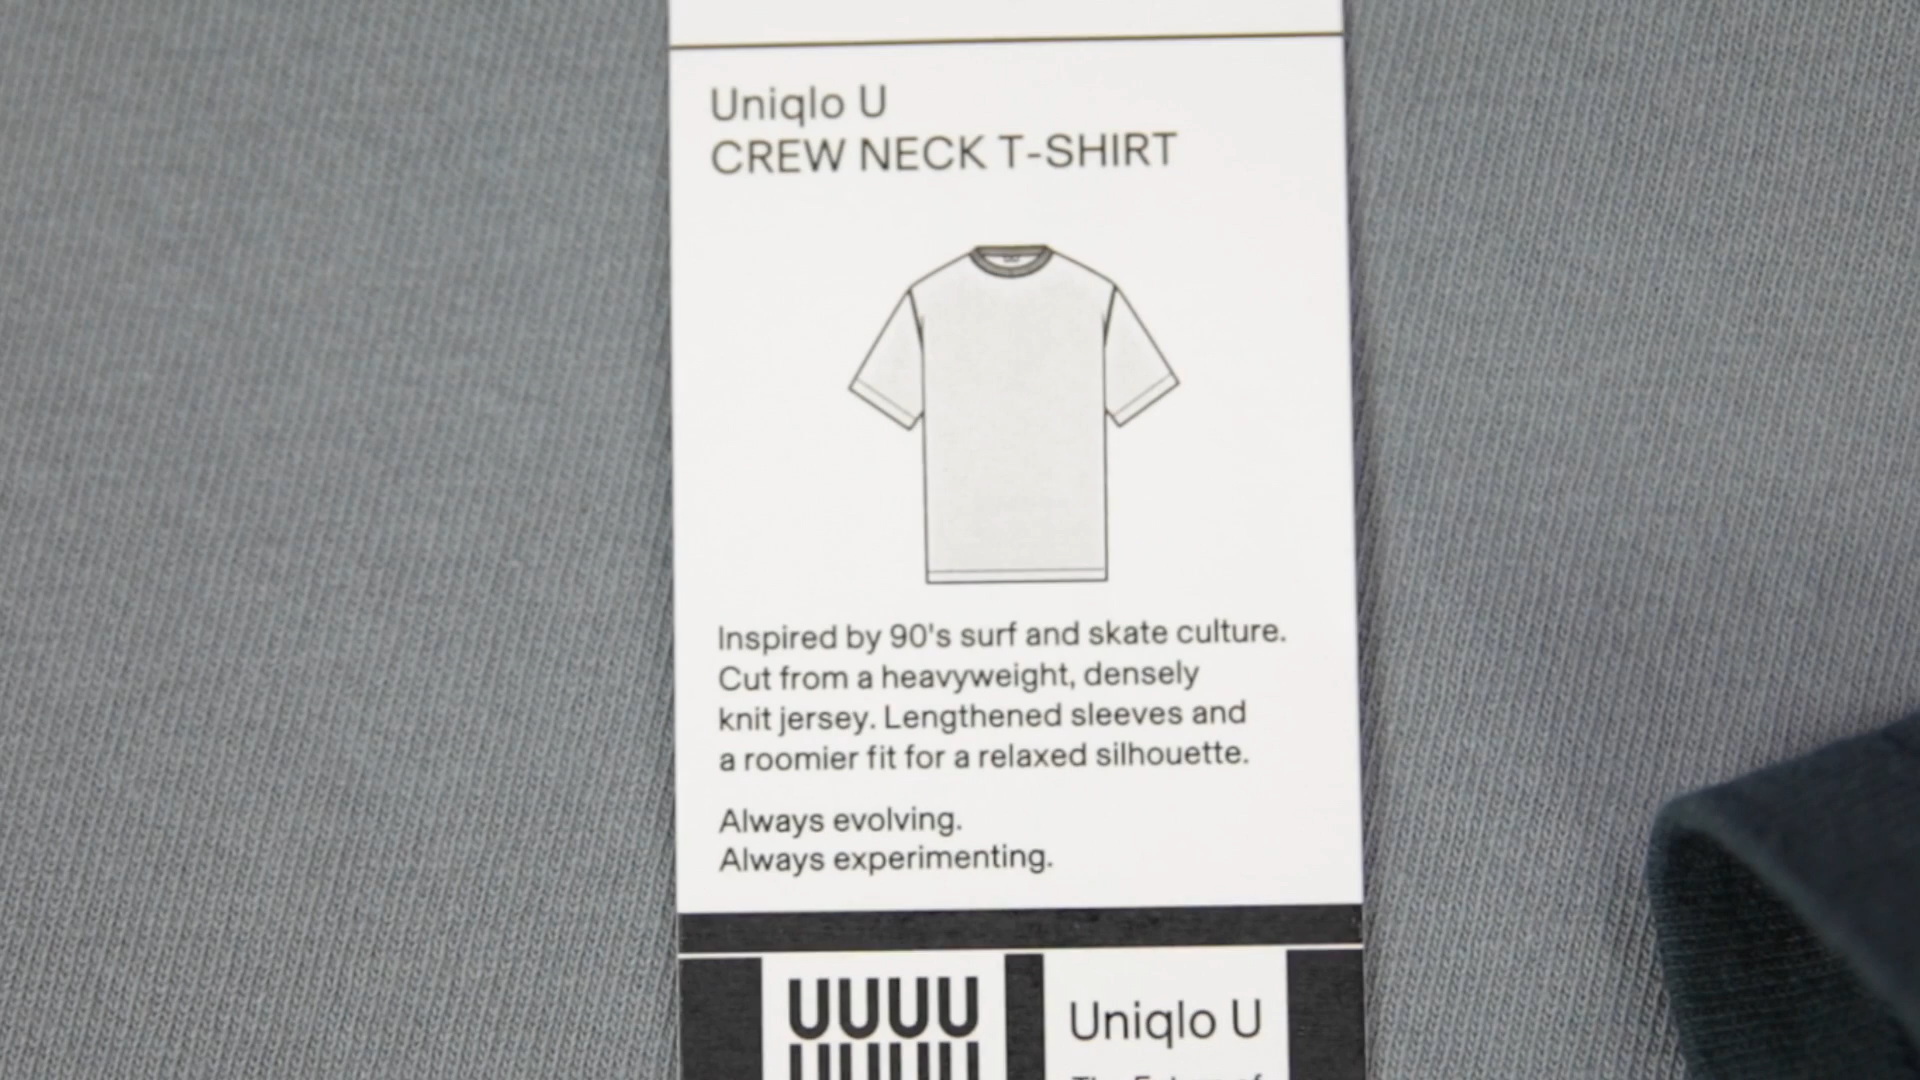 Uniqlo U
CREW NECK T-SHIRT
Inspired by 90's surf and skate culture.
Cut from a heavyweight, densely
knit jersey. Lengthened sleeves and
a roomier fit for a relaxed silhouette.
Always evolving.
Always experimenting.
UUUU
Uniqlo U